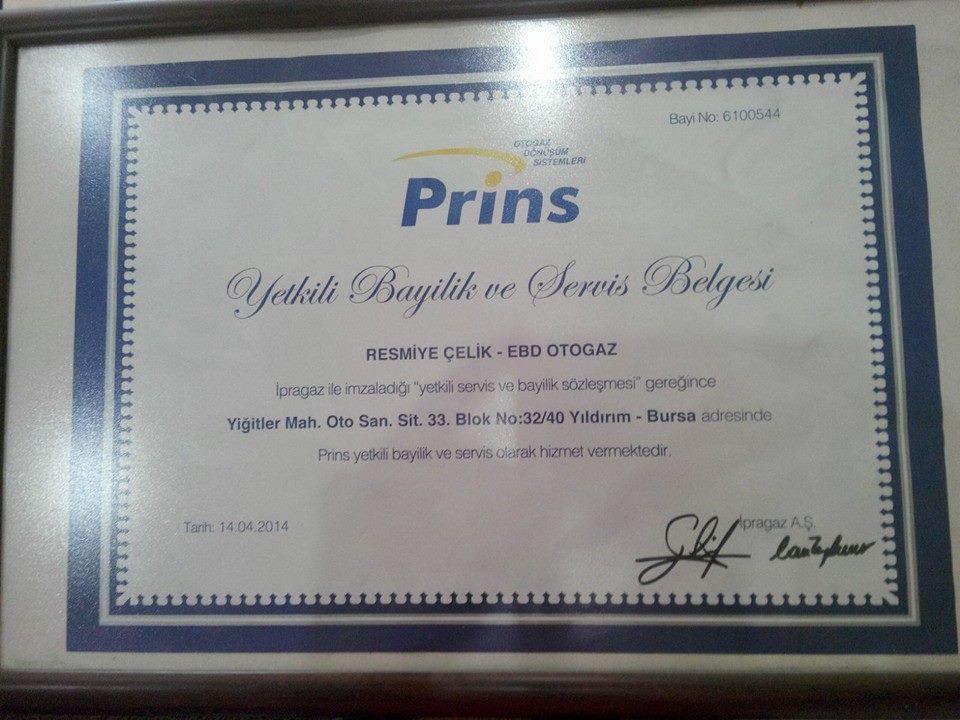 Bayi No: 6100544
OTOGAZ
DÖNÜŞÜM
SİSTEMLERİ
Prins
Yetkili Bayilik ve Servis Belgesi
RESMİYE ÇELİK - EBD OTOGAZ
İpragaz ile imzaladığı "yetkili servis ve bayilik sözleşmesi" gereğince
Yiğitler Mah. Oto San. Sit. 33. Blok No:32/40 Yıldırım - Bursa adresinde
Prins yetkili bayilik ve servis olarak hizmet vermektedir.
Tarih: 14.04.2014
İpragaz A.Ş.